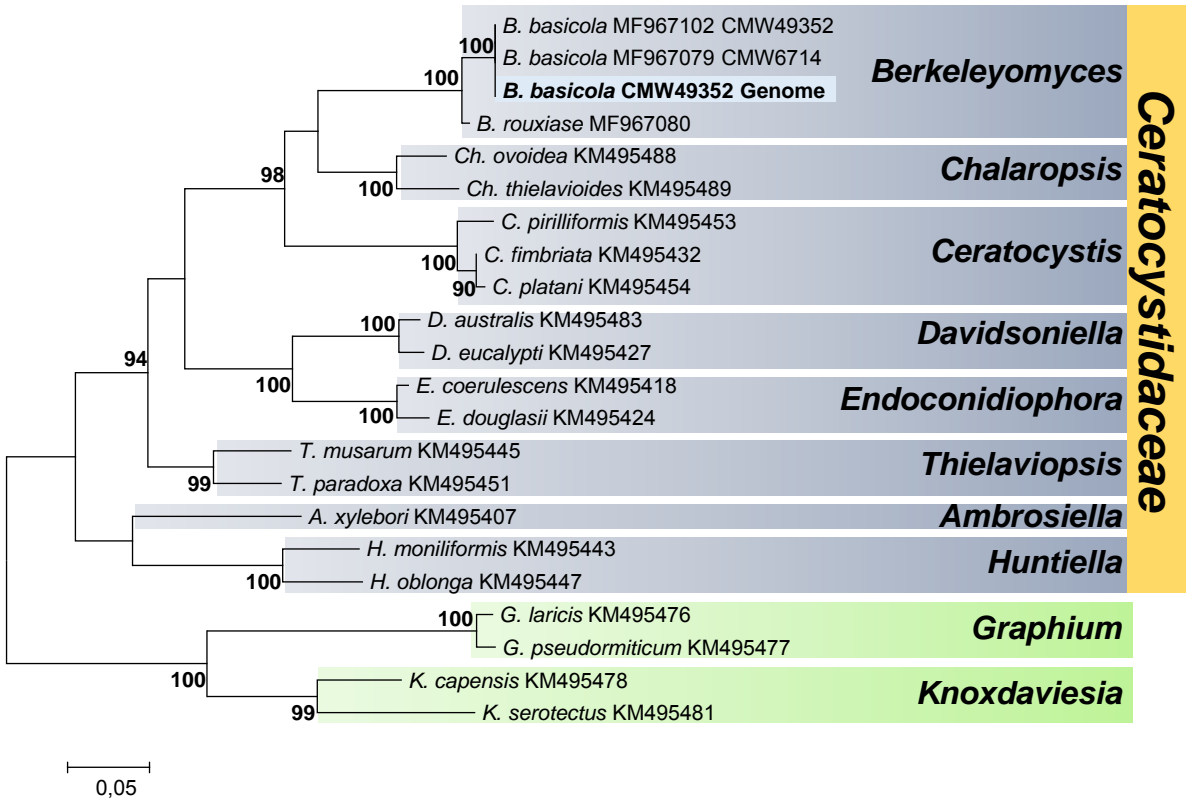 B. basicola MF967102 CMW49352
100
B. basicola MF967079 CMW6714
Berkeleyomyces
100
B. basicola CMW49352 Genome
B. rouxiase MF967080
Ch. ovoidea KM495488
Chalaropsis
98
100
Ch. thielavioides KM495489
C. pirilliformis KM495453
C. fimbriata KM495432
Ceratocystis
100
90
C. platani KM495454
D. australis KM495483
100
Davidsoniella
D. eucalypti KM495427
94
100
E. coerulescens KM495418
Endoconidiophora
100
E. douglasii KM495424
T. musarum KM495445
Thielaviopsis
99
T. paradoxa KM495451
A. xylebori KM495407
Ambrosiella
H. moniliformis KM495443
Huntiella
100
H. oblonga KM495447
Ceratocystidaceae
G. laricis KM495476
100
Graphium
G. pseudormiticum KM495477
100
K. capensis KM495478
Knoxdaviesia
99
K. serotectus KM495481
0,05